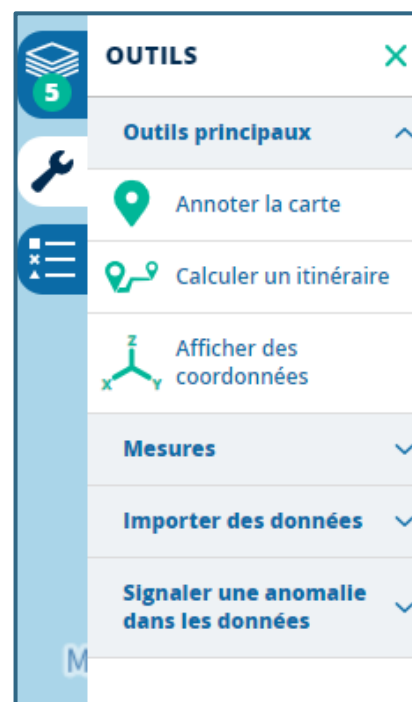 OUTILS
5
Outils principaux
Annoter la carte
Calculer un itinéraire
Z
X
Y
Afficher des
coordonnées
Mesures
Importer des données
Signaler une anomalie
dans les données
M